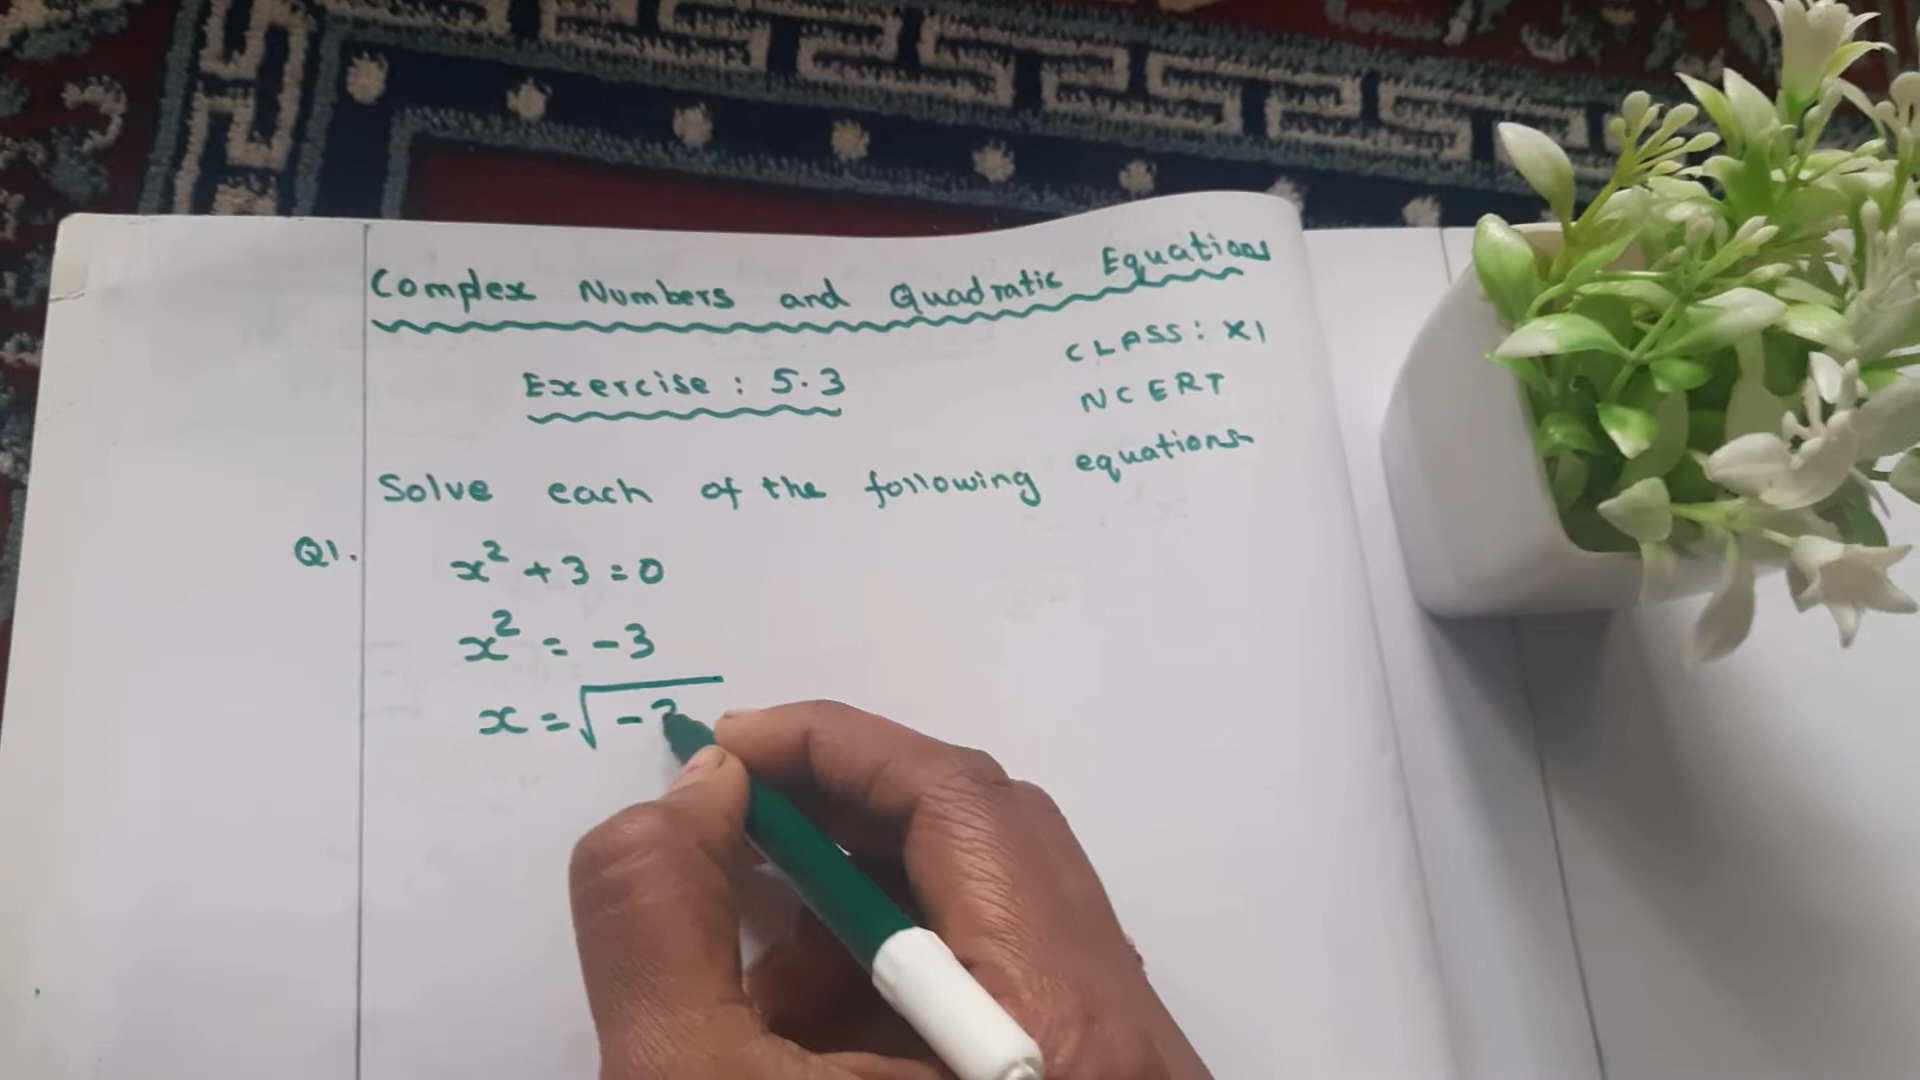 Complex Numbers and Quadratic Equations
Exercise : 5.3
CLASS : XI
NCERT
Solve each of the following equations
Q1. x² + 3 = 0
x² = -3
x = √-3